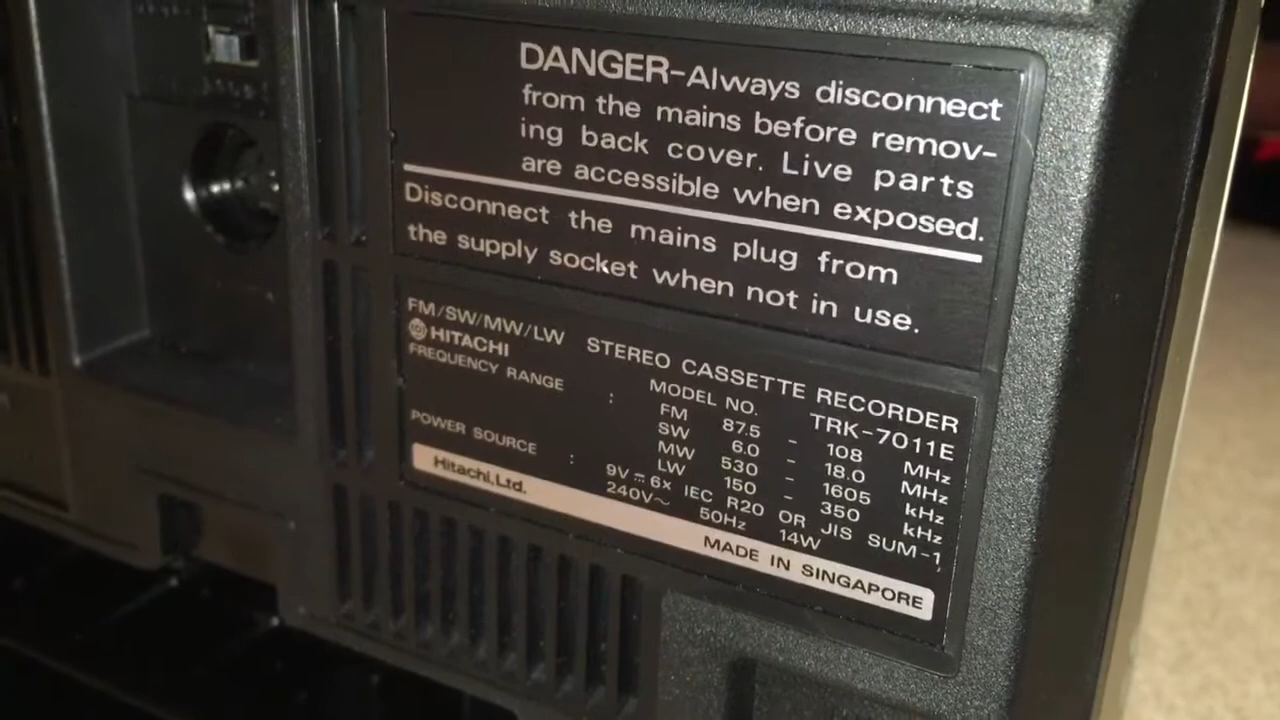 DANGER-Always disconnect
from the mains before remov-
ing back cover. Live parts
are accessible when exposed.
Disconnect the mains plug from
the supply socket when not in use.
FM/SW/MW/LW STEREO CASSETTE RECORDER
HITACHI MODEL NO. TRK-7011E
FREQUENCY RANGE : FM 87.5 - 108 MHz
SW 6.0 - 18.0 MHz
MW 530 - 1605 kHz
LW 150 - 350 kHz
POWER SOURCE : 9V ⎓ 6x IEC R20 OR JIS SUM-1,
240V~ 50Hz 14W
Hitachi,Ltd. MADE IN SINGAPORE